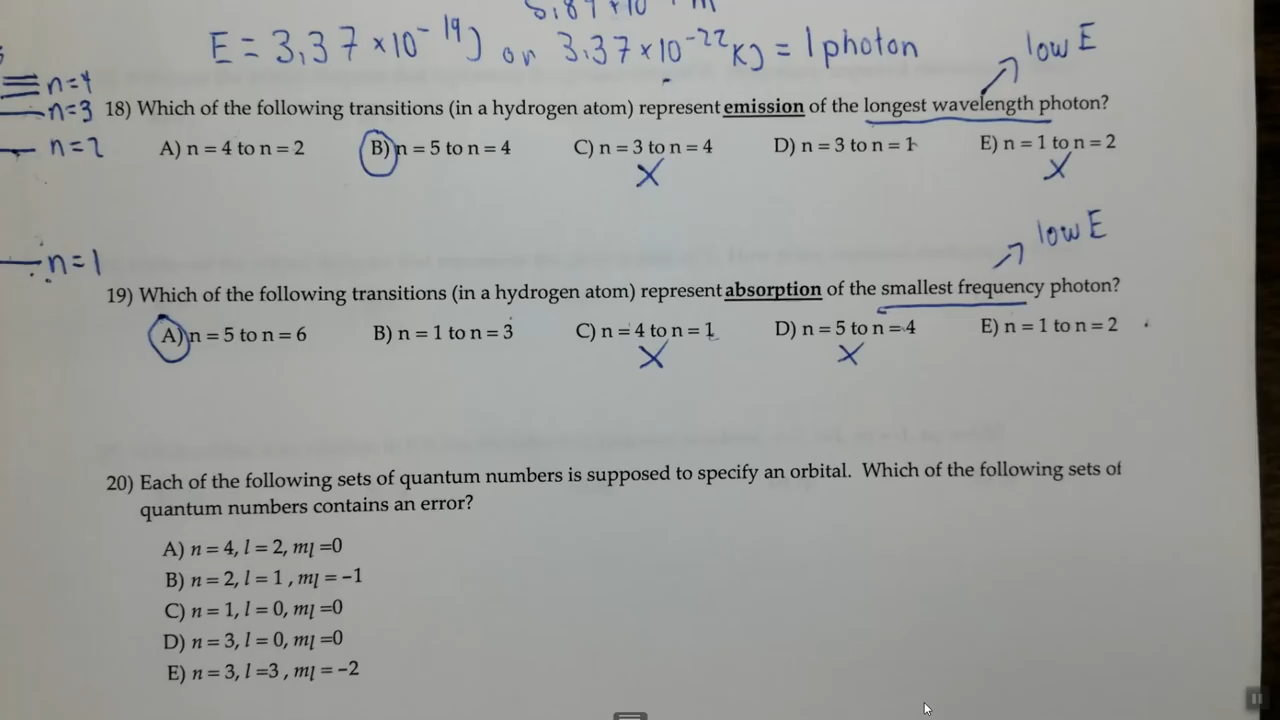 E = 3.37 × 10⁻¹⁹ J or 3.37 × 10⁻²² KJ = 1 photon
low E
n=4
n=3
n=2
18) Which of the following transitions (in a hydrogen atom) represent emission of the longest wavelength photon?
A) n = 4 to n = 2 B) n = 5 to n = 4 C) n = 3 to n = 4 D) n = 3 to n = 1 E) n = 1 to n = 2
X X
low E
n=1
19) Which of the following transitions (in a hydrogen atom) represent absorption of the smallest frequency photon?
A) n = 5 to n = 6 B) n = 1 to n = 3 C) n = 4 to n = 1 D) n = 5 to n = 4 E) n = 1 to n = 2
X X
20) Each of the following sets of quantum numbers is supposed to specify an orbital. Which of the following sets of
quantum numbers contains an error?
A) n = 4, l = 2, ml =0
B) n = 2, l = 1 , ml = −1
C) n = 1, l = 0, ml =0
D) n = 3, l = 0, ml =0
E) n = 3, l =3 , ml = −2